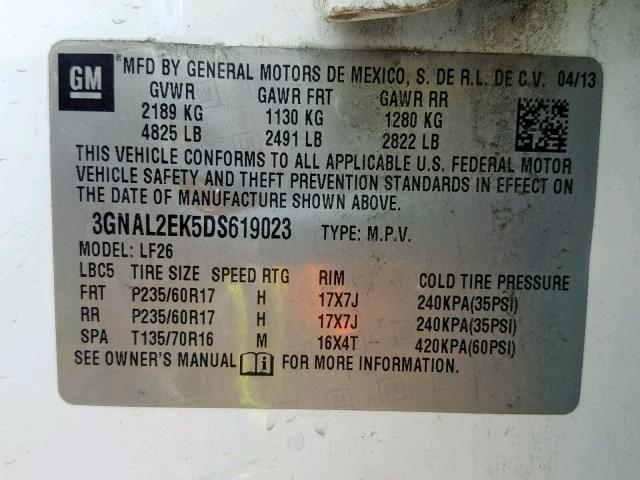 GM ® MFD BY GENERAL MOTORS DE MEXICO, S. DE R.L. DE C.V. 04/13
GVWR GAWR FRT GAWR RR
2189 KG 1130 KG 1280 KG
4825 LB 2491 LB 2822 LB
THIS VEHICLE CONFORMS TO ALL APPLICABLE U.S. FEDERAL MOTOR
VEHICLE SAFETY AND THEFT PREVENTION STANDARDS IN EFFECT ON
THE DATE OF MANUFACTURE SHOWN ABOVE.
3GNAL2EK5DS619023 TYPE: M.P.V.
MODEL: LF26
LBC5 TIRE SIZE SPEED RTG RIM COLD TIRE PRESSURE
FRT P235/60R17 H 17X7J 240KPA(35PSI)
RR P235/60R17 H 17X7J 240KPA(35PSI)
SPA T135/70R16 M 16X4T 420KPA(60PSI)
SEE OWNER'S MANUAL FOR MORE INFORMATION.